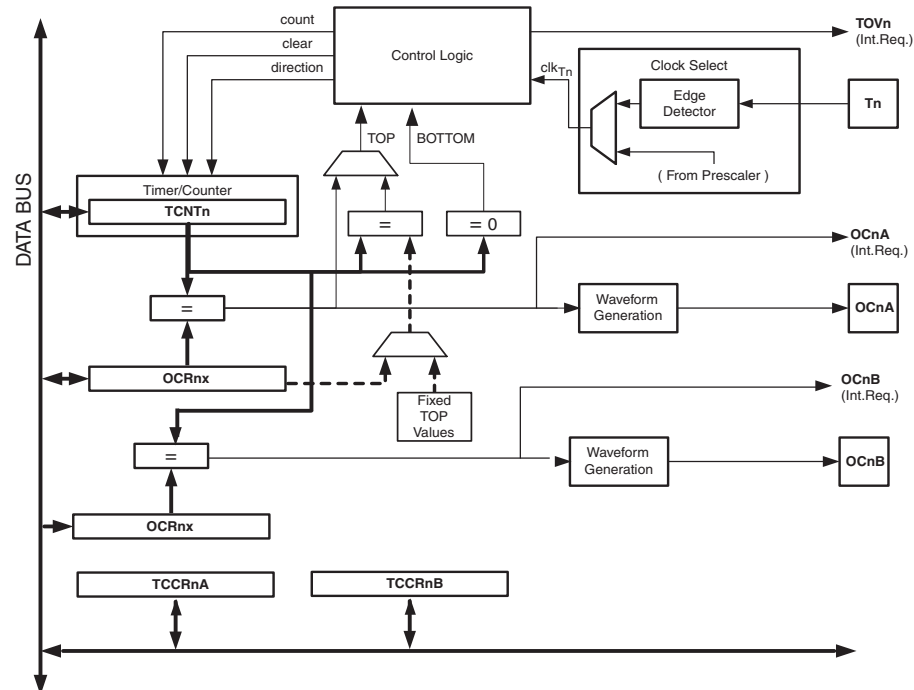 count
clear
direction
Control Logic
TOVn
(Int.Req.)
clkTn
Clock Select
Edge
Detector
Tn
( From Prescaler )
TOP
BOTTOM
Timer/Counter
TCNTn
DATA BUS
=
= 0
OCnA
(Int.Req.)
=
Waveform
Generation
OCnA
OCRnx
Fixed
TOP
Values
OCnB
(Int.Req.)
=
Waveform
Generation
OCnB
OCRnx
TCCRnA
TCCRnB